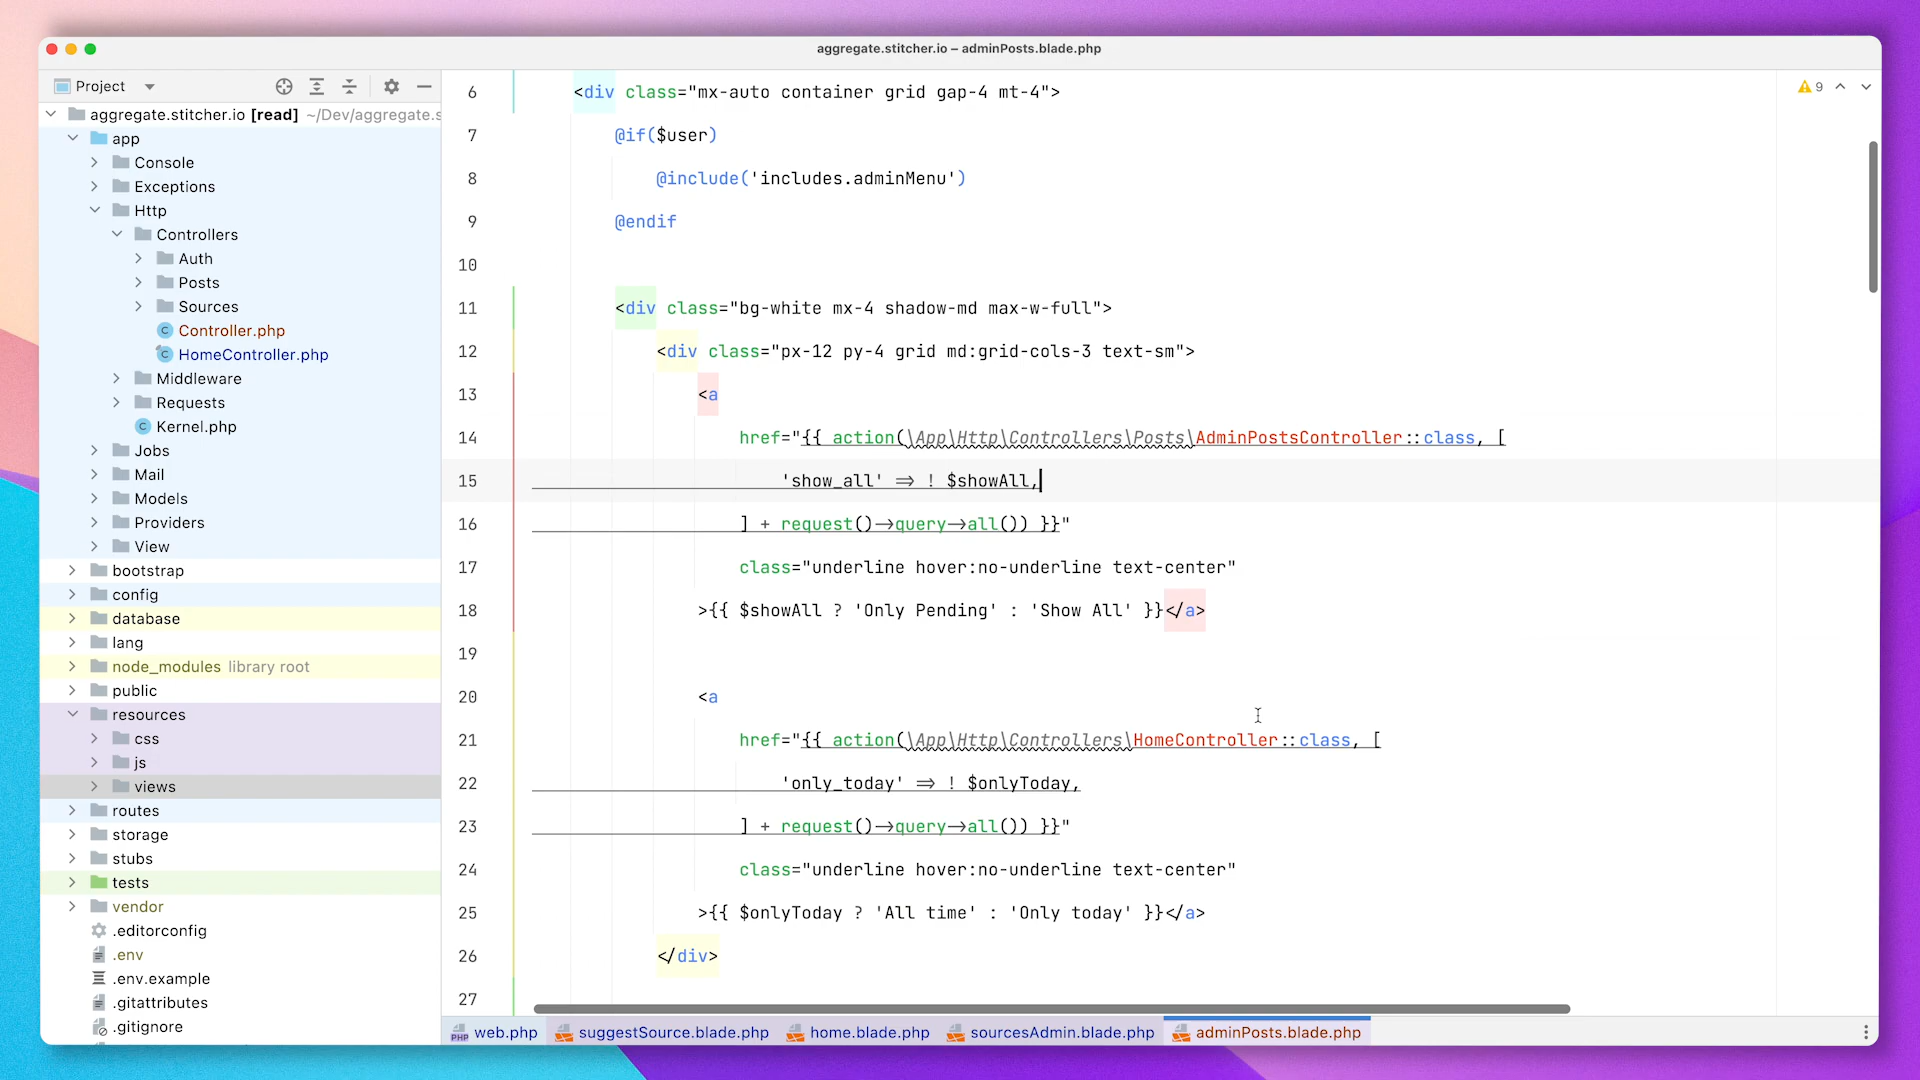 aggregate.stitcher.io – adminPosts.blade.php
Project
aggregate.stitcher.io [read] ~/Dev/aggregate.s
app
Console
Exceptions
Http
Controllers
Auth
Posts
Sources
Controller.php
HomeController.php
Middleware
Requests
Kernel.php
Jobs
Mail
Models
Providers
View
bootstrap
config
database
lang
node_modules library root
public
resources
css
js
views
routes
storage
stubs
tests
vendor
.editorconfig
.env
.env.example
.gitattributes
.gitignore
9
6 <div class="mx-auto container grid gap-4 mt-4">
7 @if($user)
8 @include('includes.adminMenu')
9 @endif
10
11 <div class="bg-white mx-4 shadow-md max-w-full">
12 <div class="px-12 py-4 grid md:grid-cols-3 text-sm">
13 <a
14 href="{{ action(\App\Http\Controllers\Posts\AdminPostsController::class, [
15 'show_all' => ! $showAll,
16 ] + request()->query->all()) }}"
17 class="underline hover:no-underline text-center"
18 >{{ $showAll ? 'Only Pending' : 'Show All' }}</a>
19
20 <a
21 href="{{ action(\App\Http\Controllers\HomeController::class, [
22 'only_today' => ! $onlyToday,
23 ] + request()->query->all()) }}"
24 class="underline hover:no-underline text-center"
25 >{{ $onlyToday ? 'All time' : 'Only today' }}</a>
26 </div>
27
web.php suggestSource.blade.php home.blade.php sourcesAdmin.blade.php adminPosts.blade.php